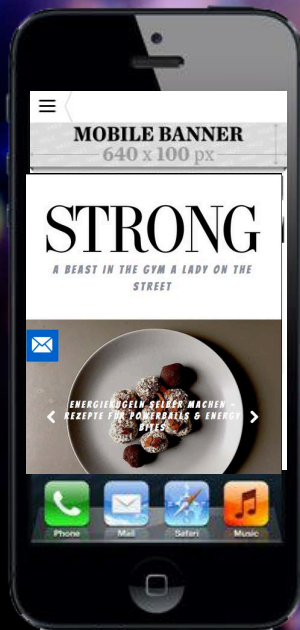 MOBILE BANNER
640 x 100 px
STRONG
A BEAST IN THE GYM A LADY ON THE
STREET
ENERGIEKUGELN SELBER MACHEN –
REZEPTE FÜR POWERBALLS & ENERGY
BITES
Phone Mail Safari Music